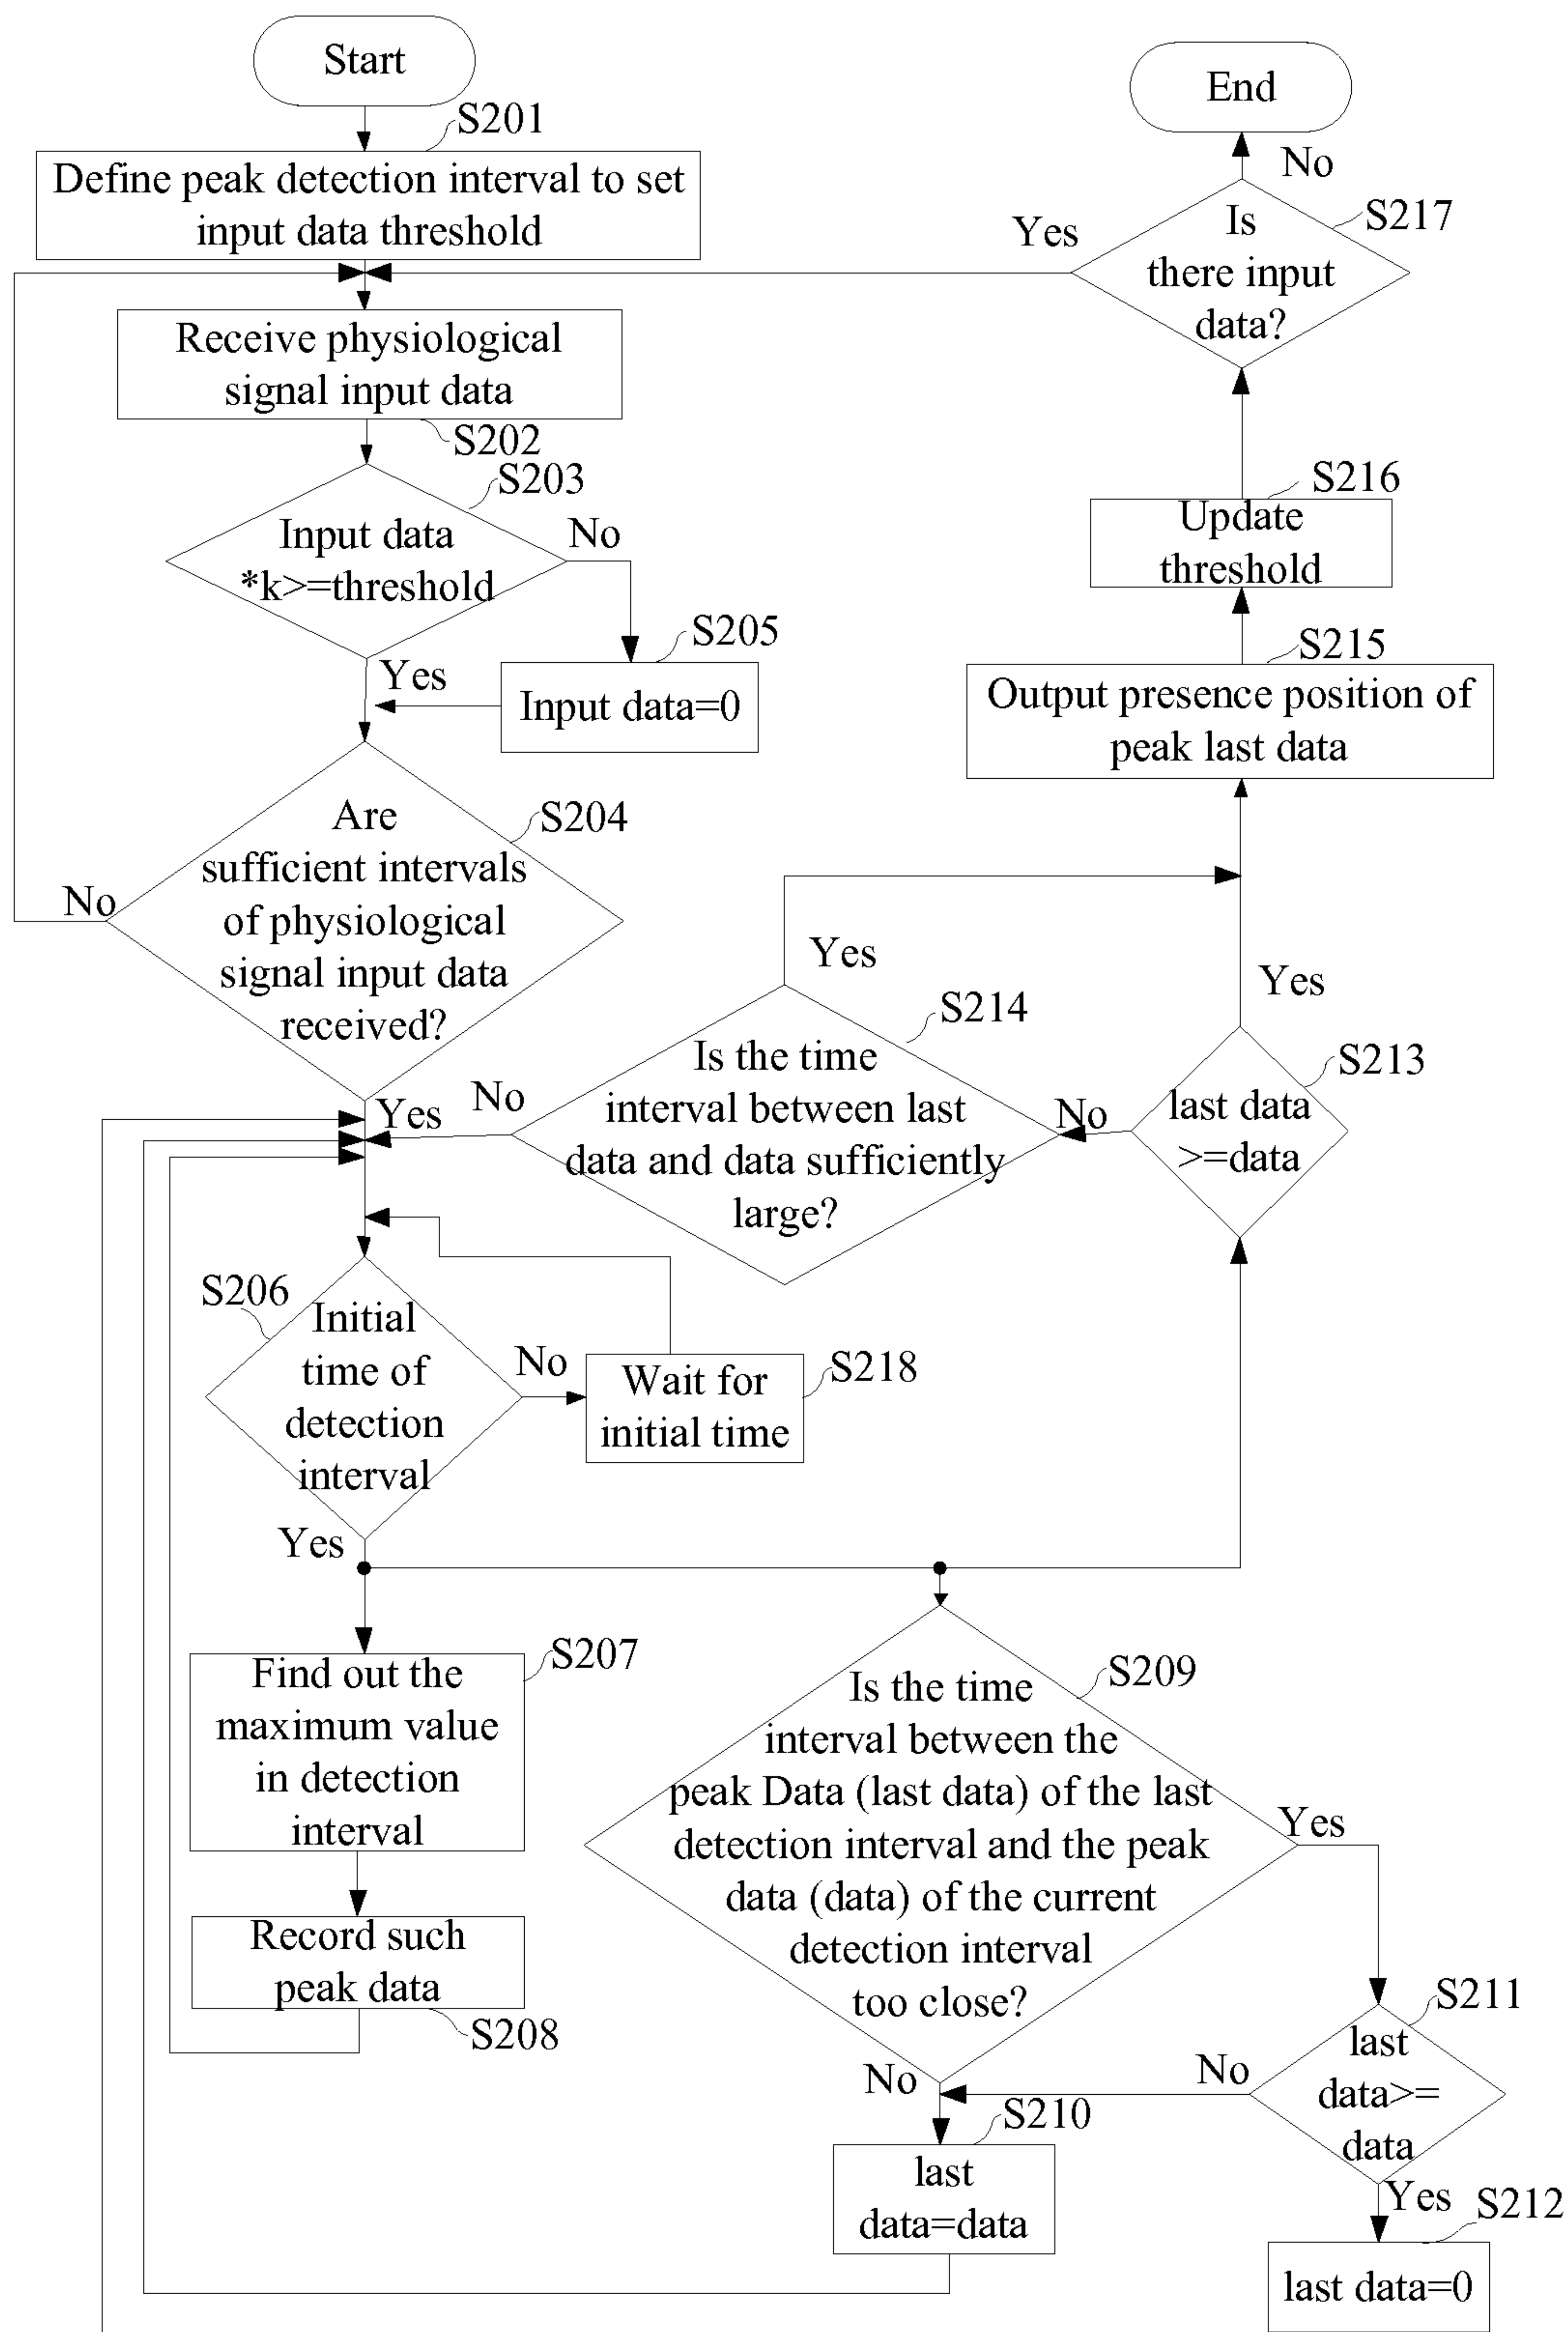 Start
S201
Define peak detection interval to set
input data threshold
Receive physiological
signal input data
S202
S203
Input data
*k>=threshold
No
Yes
S205
Input data=0
S204
Are
sufficient intervals
of physiological
signal input data
received?
No
Yes
S206
Initial
time of
detection
interval
No
S218
Wait for
initial time
Yes
S207
Find out the
maximum value
in detection
interval
Record such
peak data
S208
End
No
S217
Yes
Is
there input
data?
S216
Update
threshold
S215
Output presence position of
peak last data
Yes
Yes
S214
Is the time
interval between last
data and data sufficiently
large?
No
No
S213
last data
>=data
S209
Is the time
interval between the
peak Data (last data) of the last
detection interval and the peak
data (data) of the current
detection interval
too close?
Yes
No
S211
last
data>=
data
No
Yes
S210
last
data=data
S212
last data=0